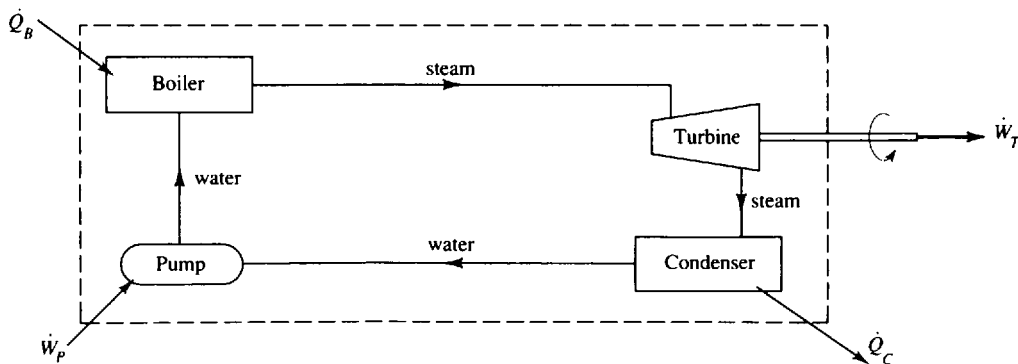 Q̇_B
Boiler
steam
Turbine
Ẇ_T
water
steam
Pump
water
Condenser
Ẇ_P
Q̇_C